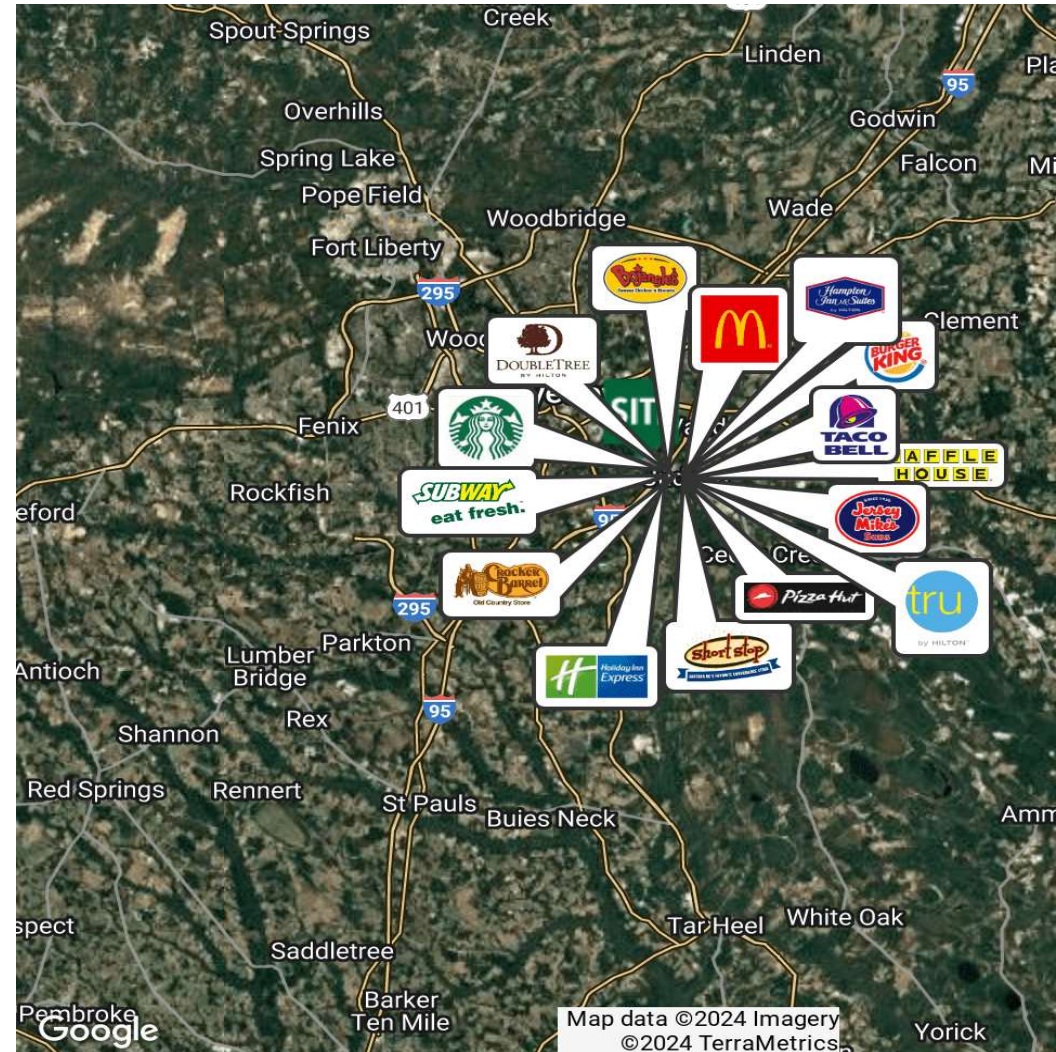 Creek
Spout Springs
Linden
95
Pla
Overhills
Godwin
Spring Lake
Falcon
Mi
Pope Field
Wade
Woodbridge
Fort Liberty
Bojangles
Hampton
Inn & Suites
by HILTON
295
Clement
DOUBLETREE
BY HILTON
BURGER
KING
401
SIT
Fenix
TACO
BELL
AFFLE
HOUSE
SUBWAY
eat fresh.
Rockfish
eford
Jersey
Mike's
Subs
95
Cracker
Barrel
Old Country Store
Pizza Hut
tru
by HILTON
295
Parkton
Lumber
Bridge
Antioch
short stop
Holiday Inn
Express
95
Rex
Shannon
Red Springs
Rennert
St Pauls
Buies Neck
Amm
spect
Tar Heel
White Oak
Saddletree
Barker
Ten Mile
Pembroke
Google
Map data ©2024 Imagery
©2024 TerraMetrics
Yorick